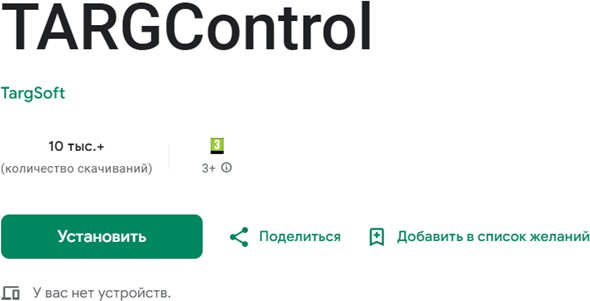 TARGControl
TargSoft
10 тыс.+
(количество скачиваний)
3
3+
Установить
Поделиться
Добавить в список желаний
У вас нет устройств.